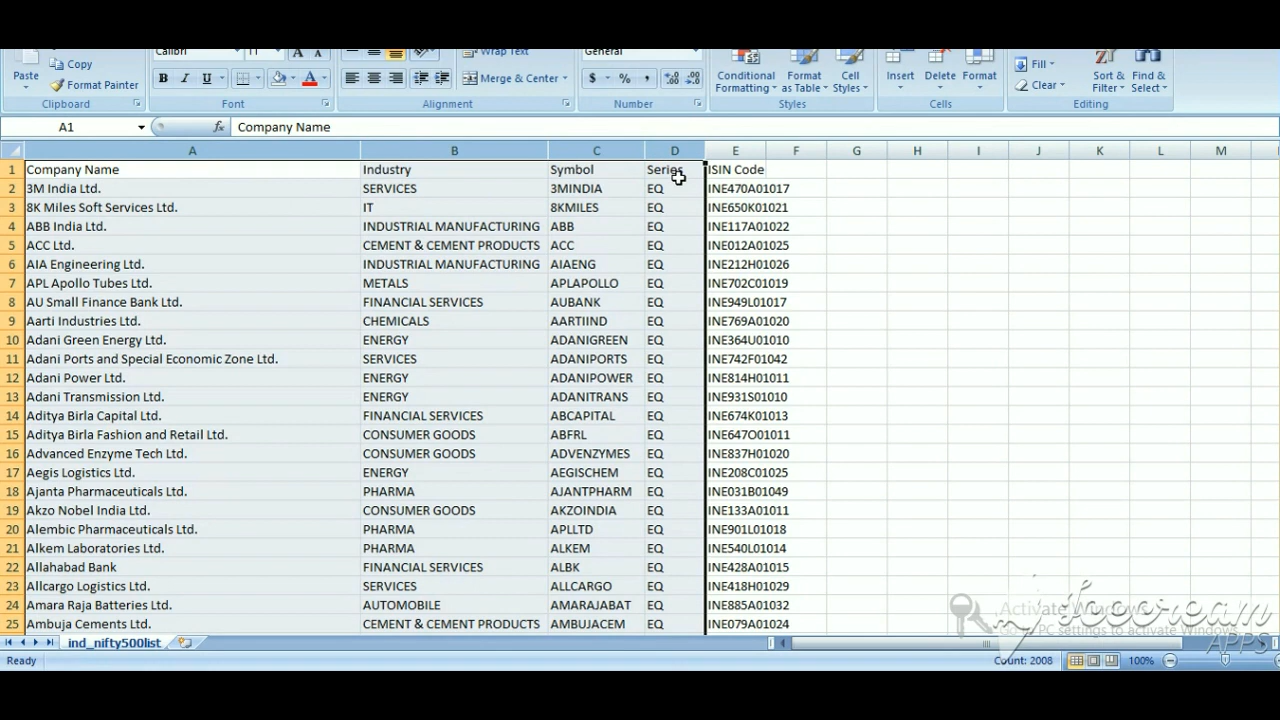 Calibri 11 A A General Wrap Text
Paste Copy
Format Painter
B I U A Merge & Center $ % , Conditional Formatting Format as Table Cell Styles Insert Delete Format Fill Clear Sort & Filter Find & Select
Clipboard Font Alignment Number Styles Cells Editing
A1 fx Company Name
A B C D E F G H I J K L M
1 Company Name Industry Symbol Series ISIN Code
2 3M India Ltd. SERVICES 3MINDIA EQ INE470A01017
3 8K Miles Soft Services Ltd. IT 8KMILES EQ INE650K01021
4 ABB India Ltd. INDUSTRIAL MANUFACTURING ABB EQ INE117A01022
5 ACC Ltd. CEMENT & CEMENT PRODUCTS ACC EQ INE012A01025
6 AIA Engineering Ltd. INDUSTRIAL MANUFACTURING AIAENG EQ INE212H01026
7 APL Apollo Tubes Ltd. METALS APLAPOLLO EQ INE702C01019
8 AU Small Finance Bank Ltd. FINANCIAL SERVICES AUBANK EQ INE949L01017
9 Aarti Industries Ltd. CHEMICALS AARTIIND EQ INE769A01020
10 Adani Green Energy Ltd. ENERGY ADANIGREEN EQ INE364U01010
11 Adani Ports and Special Economic Zone Ltd. SERVICES ADANIPORTS EQ INE742F01042
12 Adani Power Ltd. ENERGY ADANIPOWER EQ INE814H01011
13 Adani Transmission Ltd. ENERGY ADANITRANS EQ INE931S01010
14 Aditya Birla Capital Ltd. FINANCIAL SERVICES ABCAPITAL EQ INE674K01013
15 Aditya Birla Fashion and Retail Ltd. CONSUMER GOODS ABFRL EQ INE647O01011
16 Advanced Enzyme Tech Ltd. CONSUMER GOODS ADVENZYMES EQ INE837H01020
17 Aegis Logistics Ltd. ENERGY AEGISCHEM EQ INE208C01025
18 Ajanta Pharmaceuticals Ltd. PHARMA AJANTPHARM EQ INE031B01049
19 Akzo Nobel India Ltd. CONSUMER GOODS AKZOINDIA EQ INE133A01011
20 Alembic Pharmaceuticals Ltd. PHARMA APLLTD EQ INE901L01018
21 Alkem Laboratories Ltd. PHARMA ALKEM EQ INE540L01014
22 Allahabad Bank FINANCIAL SERVICES ALBK EQ INE428A01015
23 Allcargo Logistics Ltd. SERVICES ALLCARGO EQ INE418H01029
24 Amara Raja Batteries Ltd. AUTOMOBILE AMARAJABAT EQ INE885A01032
25 Ambuja Cements Ltd. CEMENT & CEMENT PRODUCTS AMBUJACEM EQ INE079A01024
Activate Windows
PC settings to activate Windows.
APPS
ind_nifty500list
Ready Count: 2008 100%